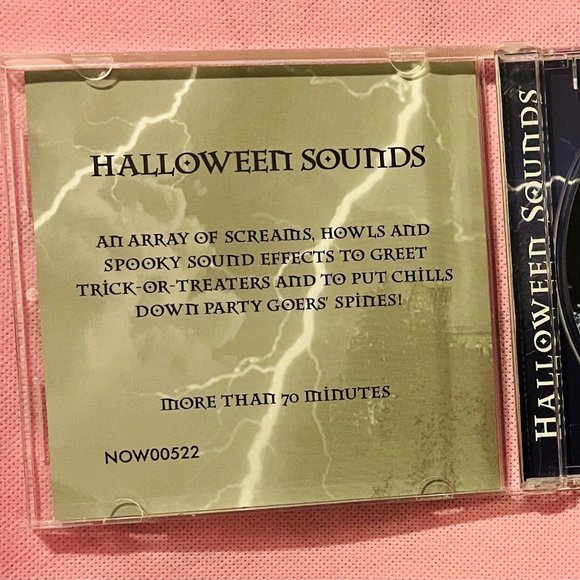 HALLOWEEN SOUNDS
AN ARRAY OF SCREAMS, HOWLS AND
SPOOKY SOUND EFFECTS TO GREET
TRICK-OR-TREATERS AND TO PUT CHILLS
DOWN PARTY GOERS' SPINES!
MORE THAN 70 MINUTES
NOW00522
HALLOWEEN SOUNDS